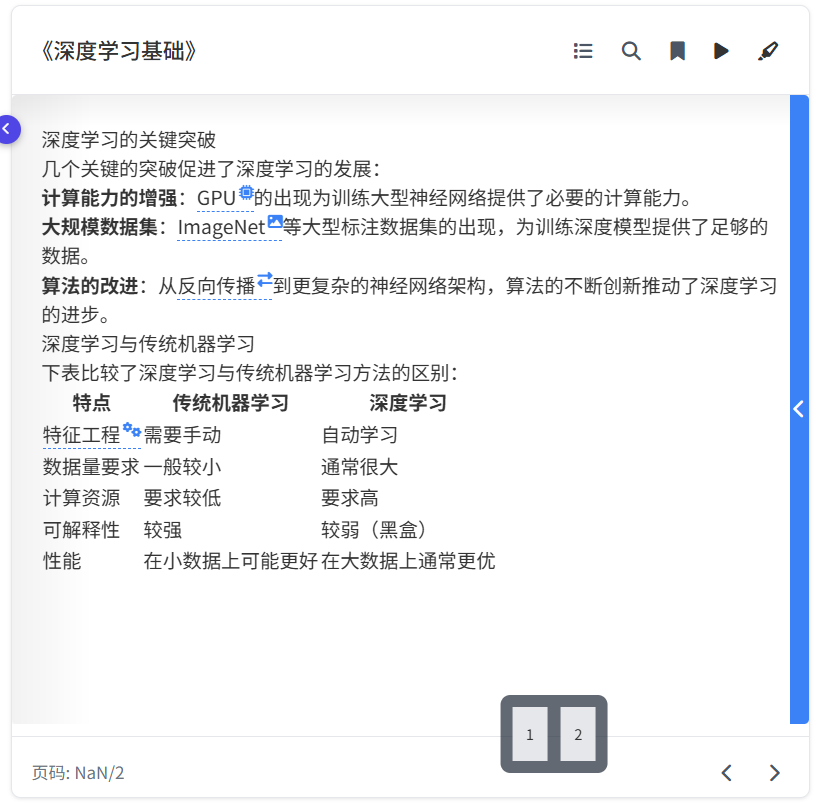 《深度学习基础》
深度学习的关键突破
几个关键的突破促进了深度学习的发展：
计算能力的增强：GPU的出现为训练大型神经网络提供了必要的计算能力。
大规模数据集：ImageNet等大型标注数据集的出现，为训练深度模型提供了足够的
数据。
算法的改进：从反向传播到更复杂的神经网络架构，算法的不断创新推动了深度学习
的进步。
深度学习与传统机器学习
下表比较了深度学习与传统机器学习方法的区别：
特点 传统机器学习 深度学习
特征工程 需要手动 自动学习
数据量要求 一般较小 通常很大
计算资源 要求较低 要求高
可解释性 较强 较弱（黑盒）
性能 在小数据上可能更好 在大数据上通常更优
1 2
页码: NaN/2